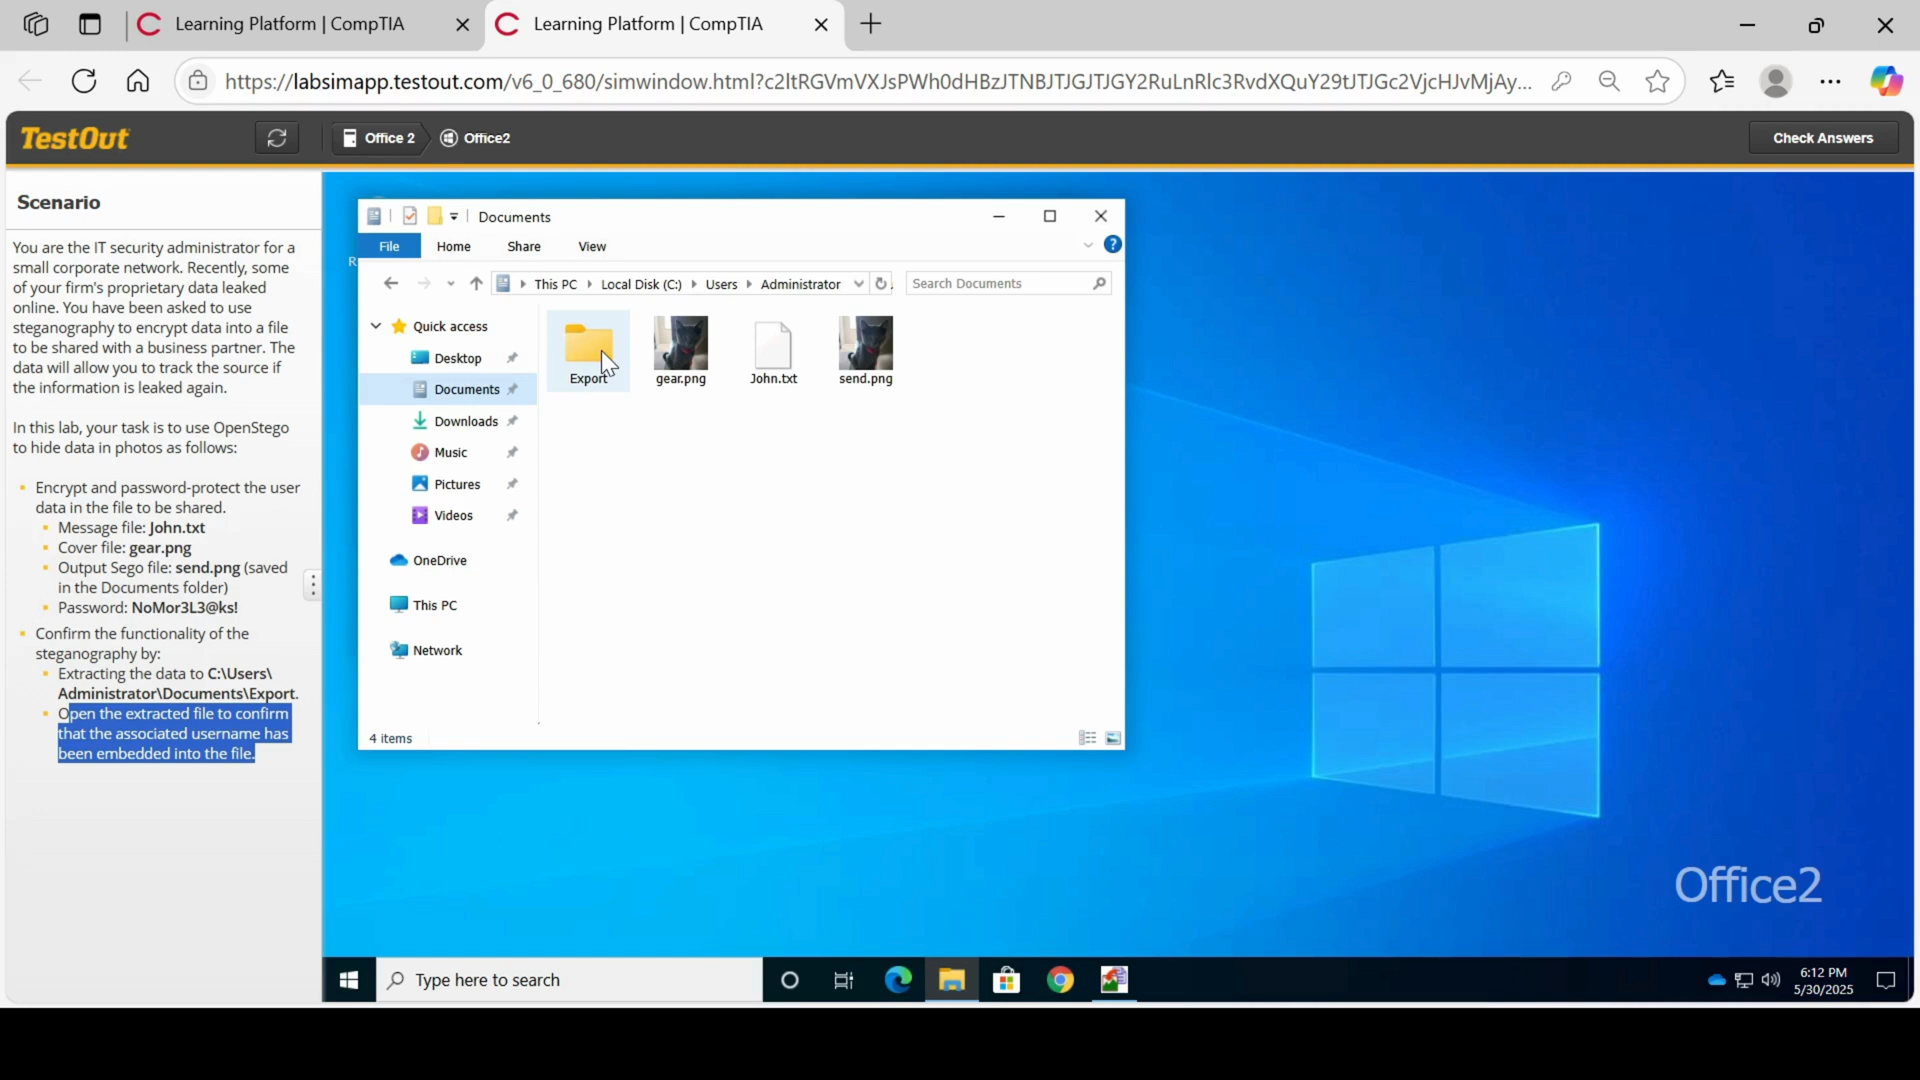 Learning Platform | CompTIA
Learning Platform | CompTIA
https://labsimapp.testout.com/v6_0_680/simwindow.html?c2ltRGVmVXJsPWh0dHBzJTNBJTJGJTJGY2RuLnRlc3RvdXQuY29tJTJGc2VjcHJvMjAy...
TestOut
Office 2
Office2
Check Answers
Scenario
You are the IT security administrator for a
small corporate network. Recently, some
of your firm's proprietary data leaked
online. You have been asked to use
steganography to encrypt data into a file
to be shared with a business partner. The
data will allow you to track the source if
the information is leaked again.
In this lab, your task is to use OpenStego
to hide data in photos as follows:
Encrypt and password-protect the user
data in the file to be shared.
Message file: John.txt
Cover file: gear.png
Output Sego file: send.png (saved
in the Documents folder)
Password: NoMor3L3@ks!
Confirm the functionality of the
steganography by:
Extracting the data to C:\Users\
Administrator\Documents\Export.
Open the extracted file to confirm
that the associated username has
been embedded into the file.
R
Documents
File
Home
Share
View
?
This PC
Local Disk (C:)
Users
Administrator
Search Documents
Quick access
Desktop
Documents
Downloads
Music
Pictures
Videos
OneDrive
This PC
Network
Export
gear.png
John.txt
send.png
4 items
Office2
Type here to search
6:12 PM
5/30/2025